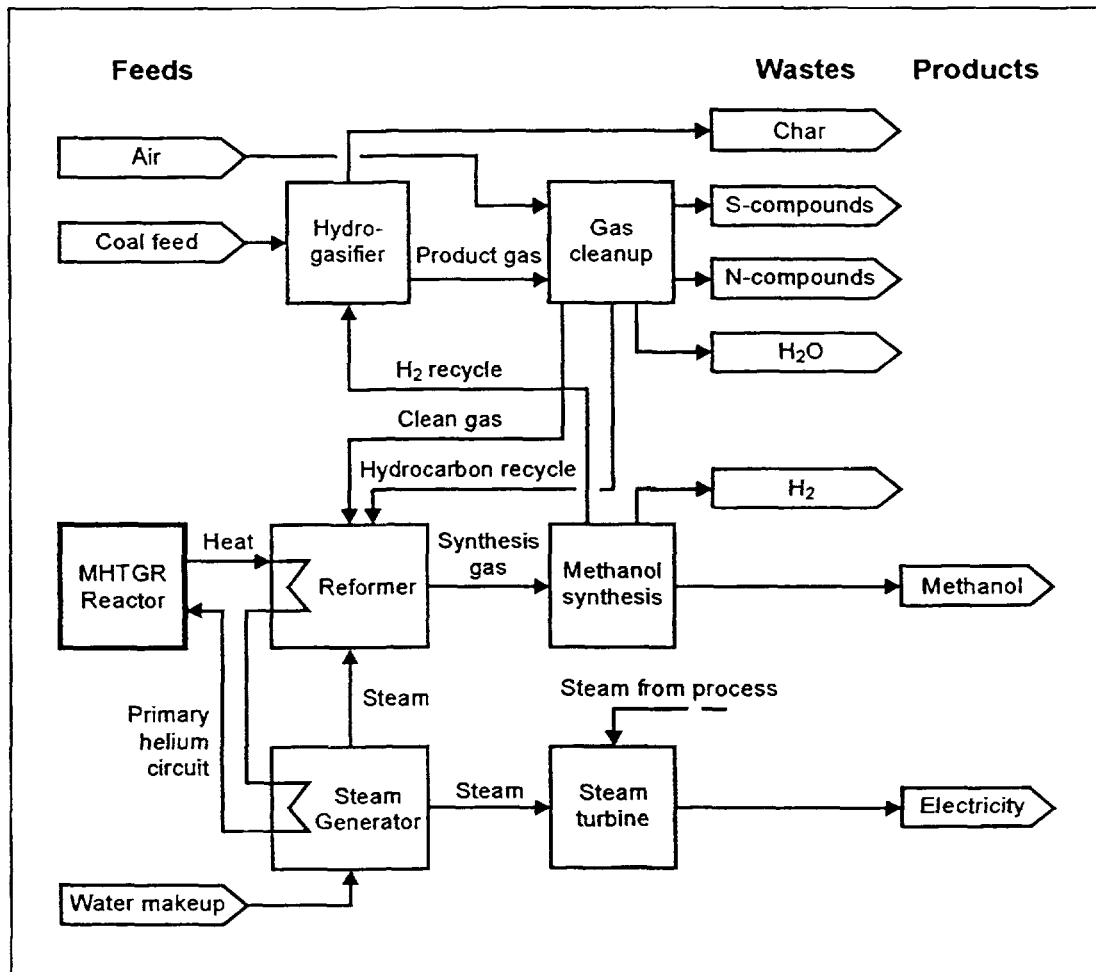 Feeds
Wastes
Products
Char
Air
S-compounds
Coal feed
Hydro-
gasifier
Product gas
Gas
cleanup
N-compounds
H₂O
H₂ recycle
Clean gas
Hydrocarbon recycle
H₂
MHTGR
Reactor
Heat
Reformer
Synthesis
gas
Methanol
synthesis
Methanol
Steam
Steam from process
Primary
helium
circuit
Steam
Generator
Steam
Steam
turbine
Electricity
Water makeup